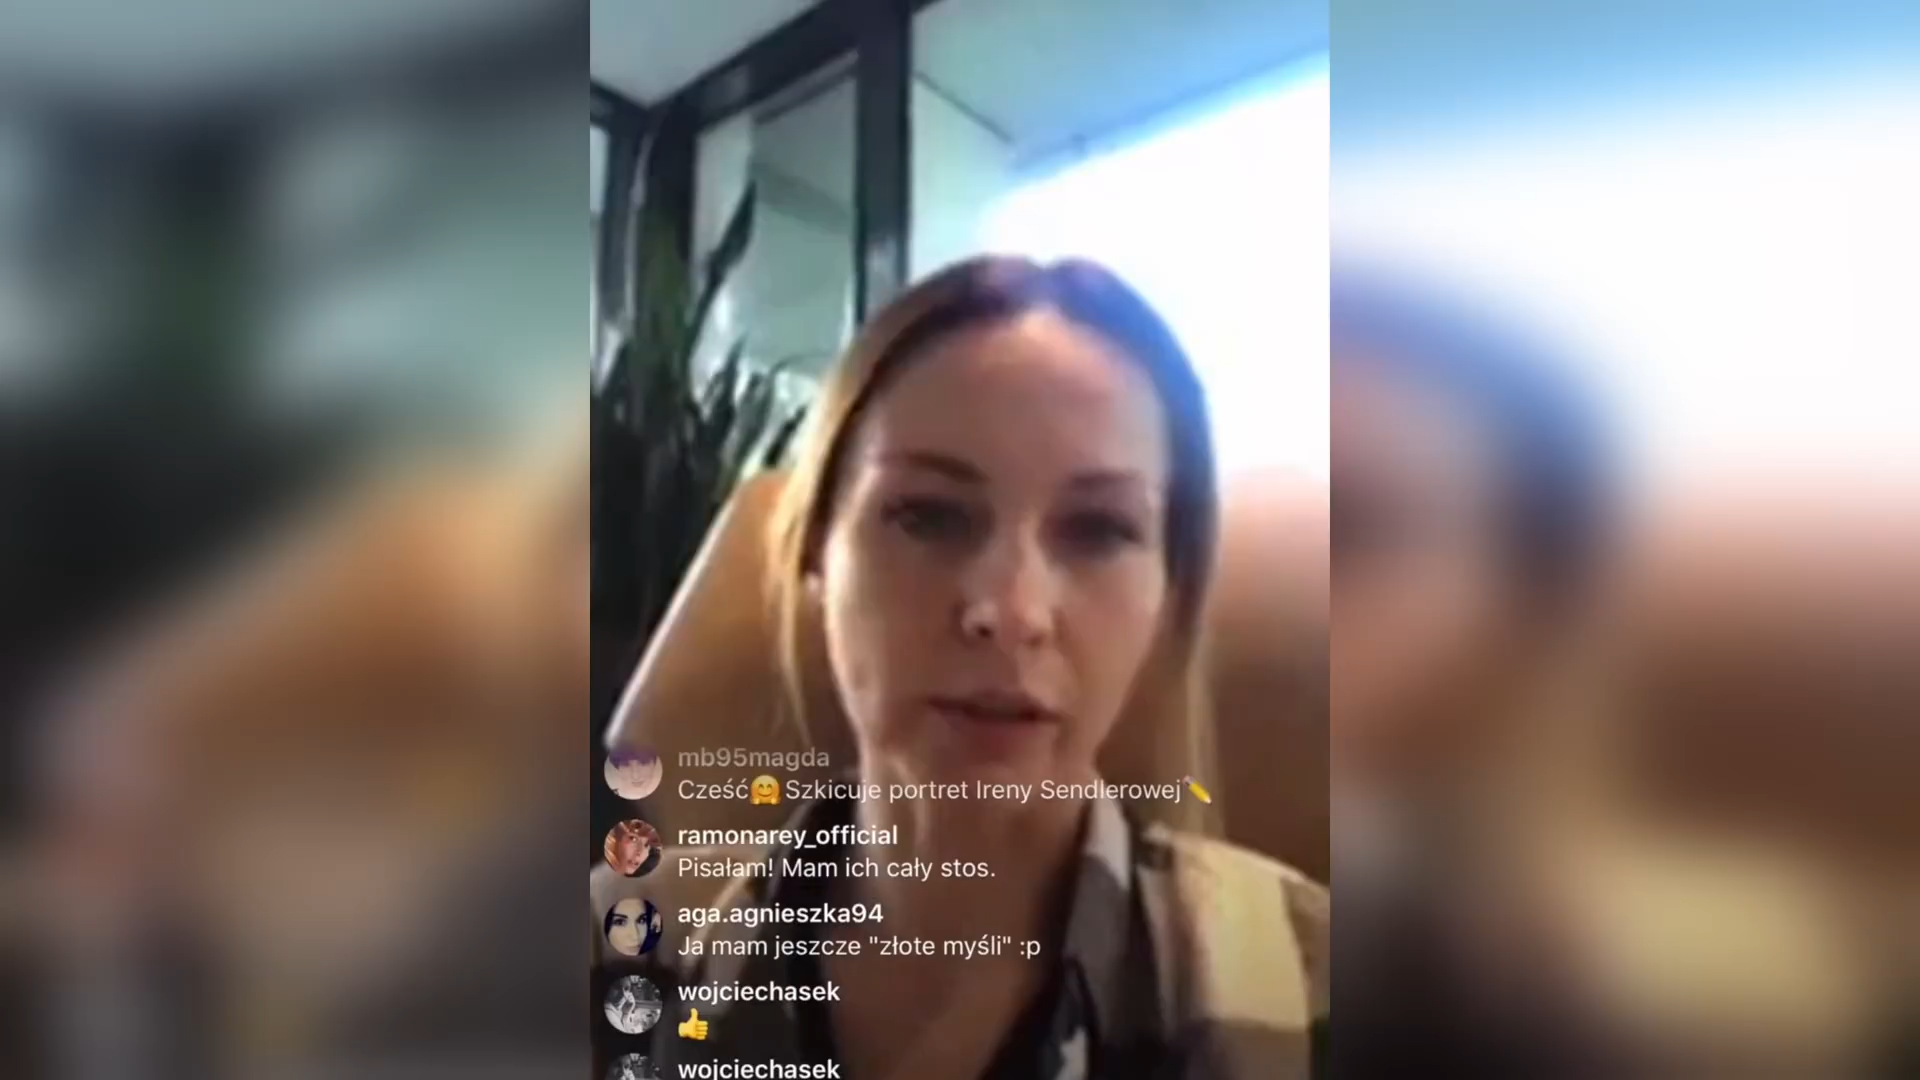 mb95magda
Cześć🤗 Szkicuje portret Ireny Sendlerowej✏️
ramonarey_official
Pisałam! Mam ich cały stos.
aga.agnieszka94
Ja mam jeszcze "złote myśli" :p
wojciechasek
👍
wojciechasek